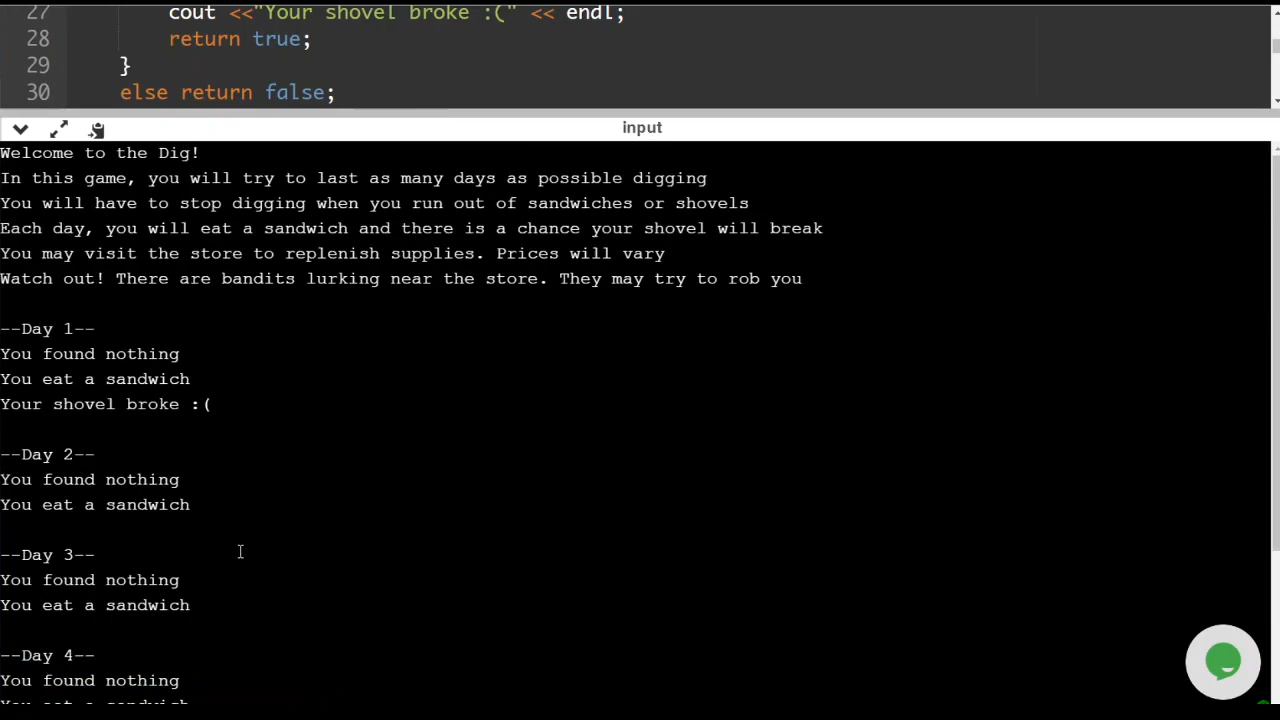 27 cout <<"Your shovel broke :(" << endl;
28 return true;
29 }
30 else return false;
input
Welcome to the Dig!
In this game, you will try to last as many days as possible digging
You will have to stop digging when you run out of sandwiches or shovels
Each day, you will eat a sandwich and there is a chance your shovel will break
You may visit the store to replenish supplies. Prices will vary
Watch out! There are bandits lurking near the store. They may try to rob you
--Day 1--
You found nothing
You eat a sandwich
Your shovel broke :(
--Day 2--
You found nothing
You eat a sandwich
--Day 3--
You found nothing
You eat a sandwich
--Day 4--
You found nothing
You eat a sandwich